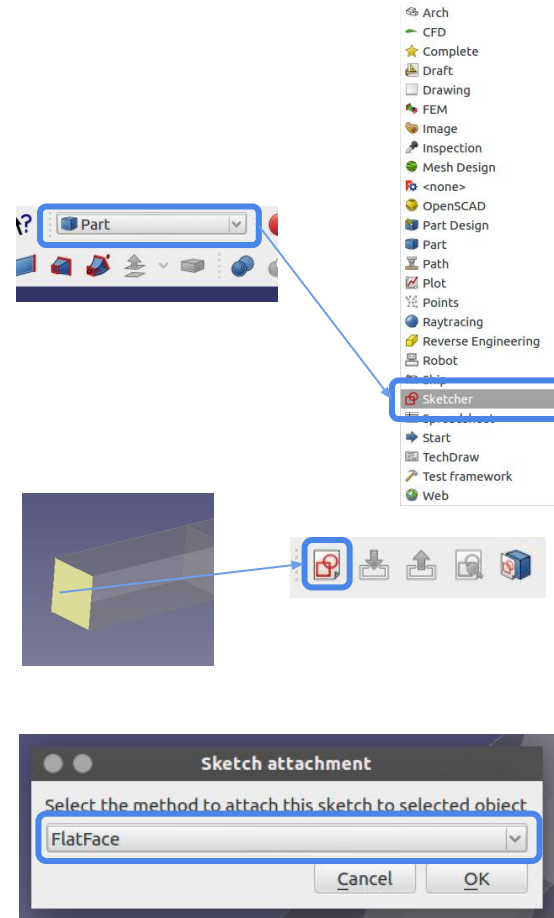 Arch
CFD
Complete
Draft
Drawing
FEM
Image
Inspection
Mesh Design
<none>
OpenSCAD
Part Design
Part
Path
Plot
Points
Raytracing
Reverse Engineering
Robot
Ship
Sketcher
Spreadsheet
Start
TechDraw
Test framework
Web
Part
Sketch attachment
Select the method to attach this sketch to selected object
FlatFace
Cancel
OK